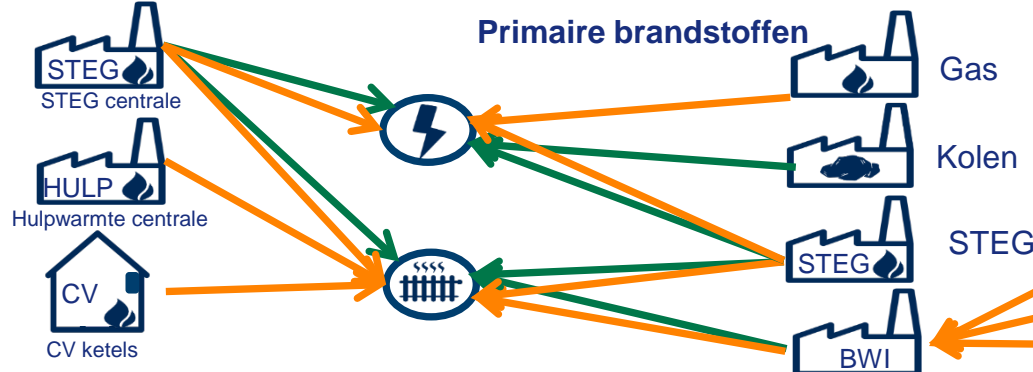 Primaire brandstoffen
STEG
STEG centrale
HULP
Hulpwarmte centrale
CV
CV ketels
Gas
Kolen
STEG
STEG
BWI